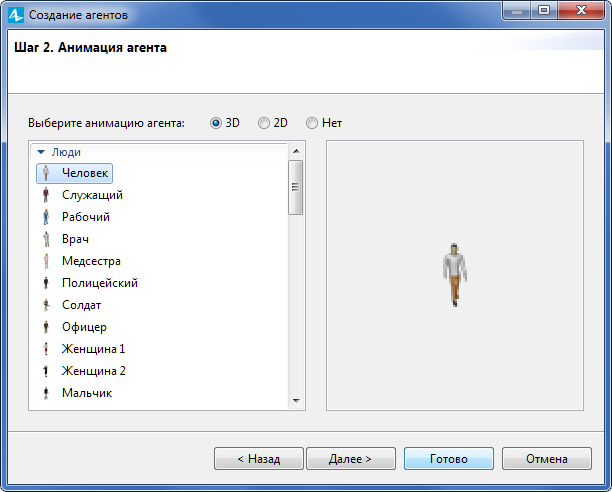 Создание агентов
Шаг 2. Анимация агента
Выберите анимацию агента: 3D 2D Нет
Люди
Человек
Служащий
Рабочий
Врач
Медсестра
Полицейский
Солдат
Офицер
Женщина 1
Женщина 2
Мальчик
< Назад Далее > Готово Отмена